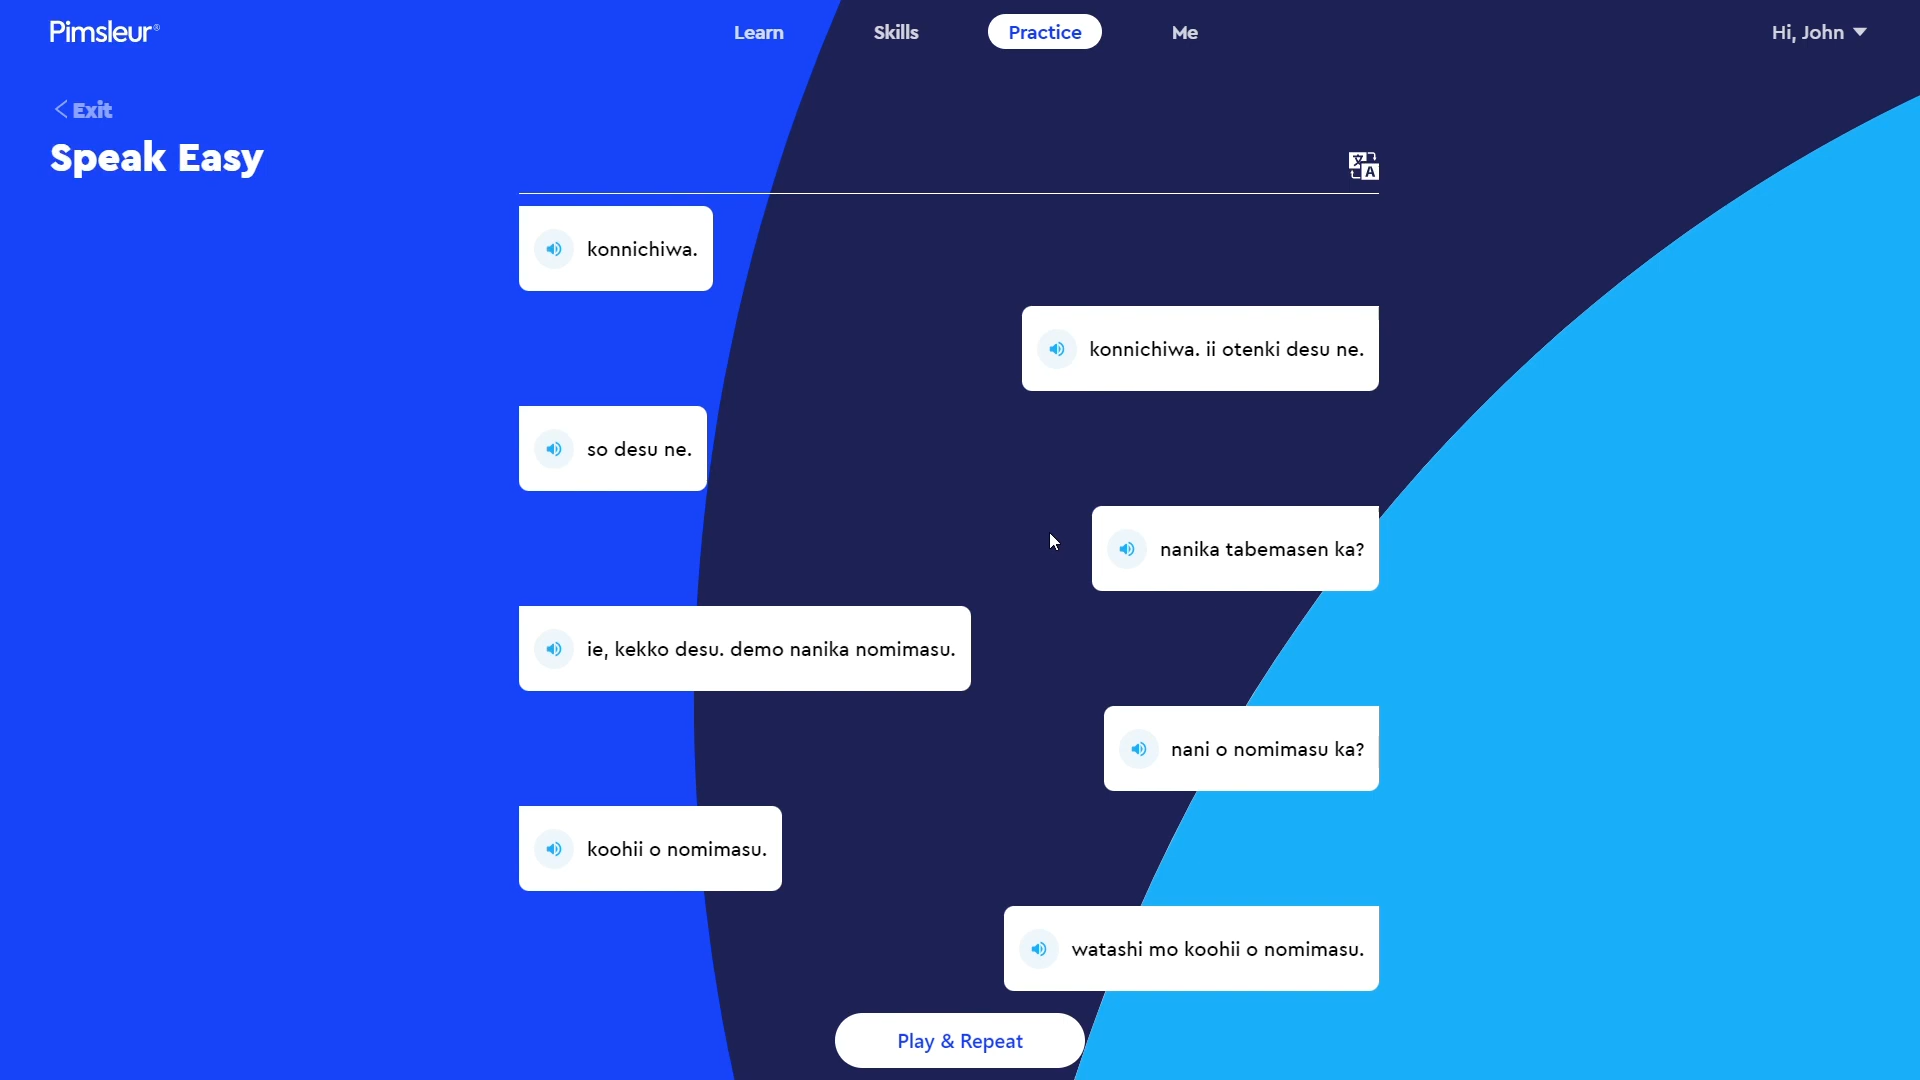 Pimsleur®
Learn
Skills
Practice
Me
Hi, John
Exit
Speak Easy
konnichiwa.
konnichiwa. ii otenki desu ne.
so desu ne.
nanika tabemasen ka?
ie, kekko desu. demo nanika nomimasu.
nani o nomimasu ka?
koohii o nomimasu.
watashi mo koohii o nomimasu.
Play & Repeat